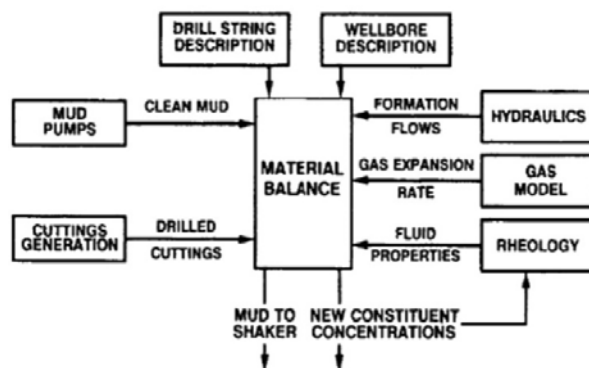 DRILL STRING
DESCRIPTION
WELLBORE
DESCRIPTION
MUD
PUMPS
CLEAN MUD
MATERIAL
BALANCE
FORMATION
FLOWS
HYDRAULICS
GAS EXPANSION
RATE
GAS
MODEL
CUTTINGS
GENERATION
DRILLED
CUTTINGS
FLUID
PROPERTIES
RHEOLOGY
MUD TO
SHAKER
NEW CONSTITUENT
CONCENTRATIONS